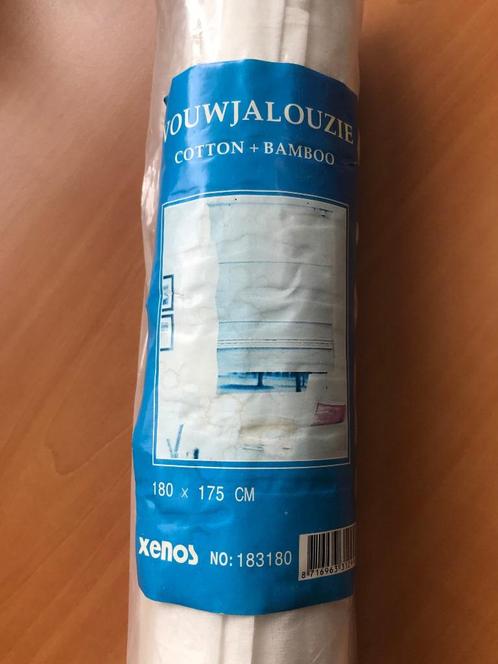 VOUWJALOUZIE
COTTON + BAMBOO
180 x 175 CM
xenos NO:183180